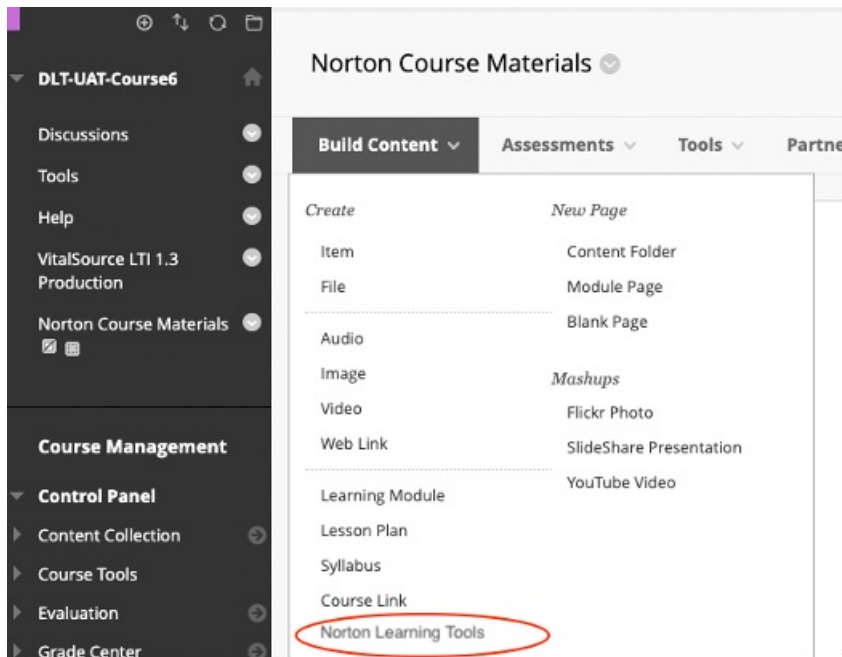 DLT-UAT-Course6
Discussions
Tools
Help
VitalSource LTI 1.3
Production
Norton Course Materials
Course Management
Control Panel
Content Collection
Course Tools
Evaluation
Grade Center
Norton Course Materials
Build Content
Assessments
Tools
Partne
Create
Item
File
Audio
Image
Video
Web Link
Learning Module
Lesson Plan
Syllabus
Course Link
Norton Learning Tools
New Page
Content Folder
Module Page
Blank Page
Mashups
Flickr Photo
SlideShare Presentation
YouTube Video